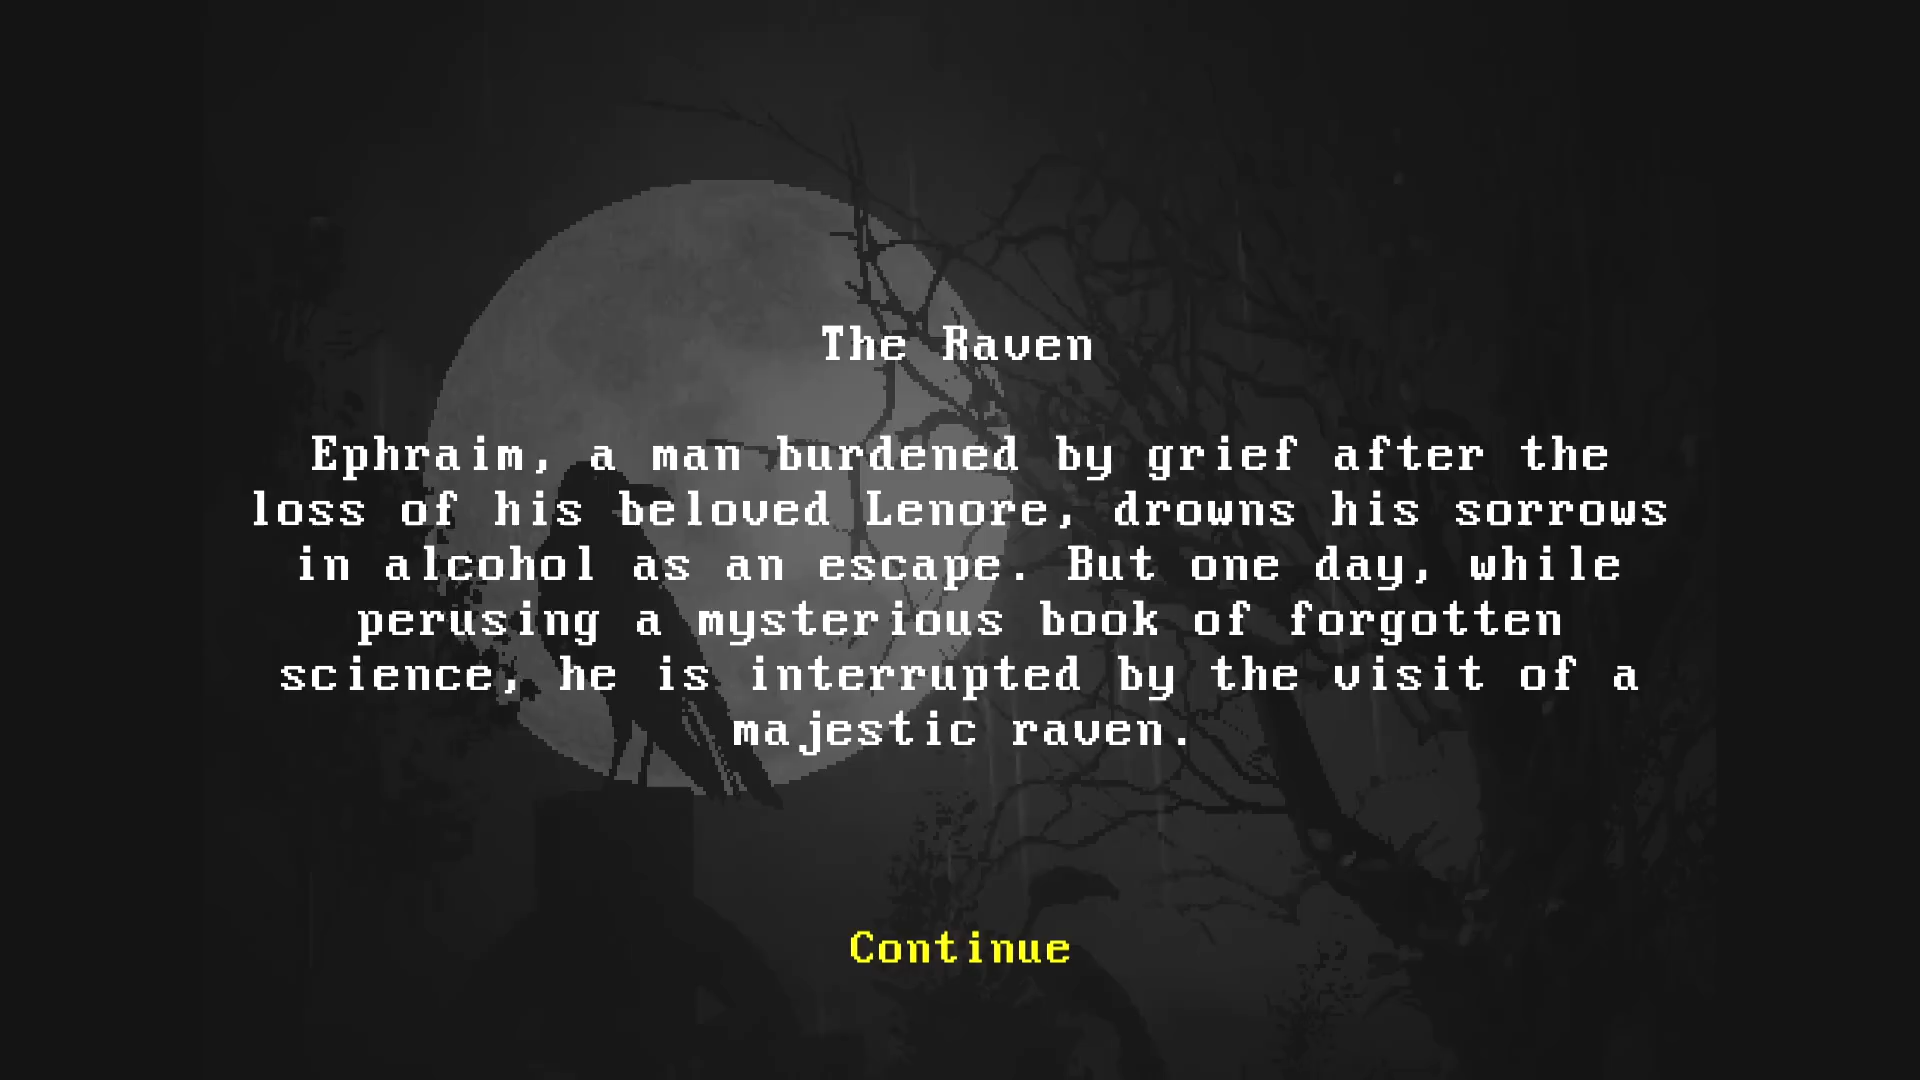 The Raven
Ephraim, a man burdened by grief after the
loss of his beloved Lenore, drowns his sorrows
in alcohol as an escape. But one day, while
perusing a mysterious book of forgotten
science, he is interrupted by the visit of a
majestic raven.
Continue